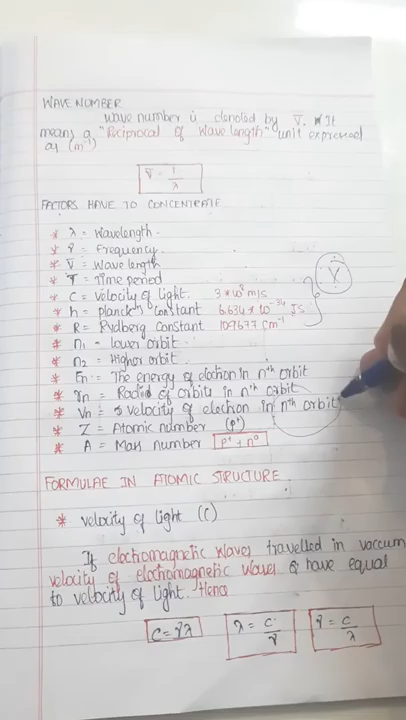 WAVE NUMBER
wave number is denoted by ν̅. It
means a "Reciprocal of wave length" unit expressed
as (m⁻¹)
ν̅ = 1/λ
FACTORS HAVE TO CONCENTRATE
* λ = Wavelength.
* γ = Frequency.
* ν̅ = Wave length
* T = Time period
* C = Velocity of light. 3*10⁸ m/s
* h = planck's constant 6.634*10⁻³⁴ JS
* R = Rydberg Constant 109677 cm⁻¹
γ
* n₁ = lower orbit.
* n₂ = Higher orbit.
* En = The energy of electron in nᵗʰ orbit
* rn = Radius of orbits in nᵗʰ orbit
* Vn = velocity of electron in nᵗʰ orbit
* Z = Atomic number (p⁺)
* A = Mass number p⁺ + n⁰
FORMULAE IN ATOMIC STRUCTURE
* velocity of light (C)
If electromagnetic waves travelled in vaccum
velocity of electromagnetic waves & have equal
to velocity of light. Hence
C = γλ λ = C/γ γ = C/λ